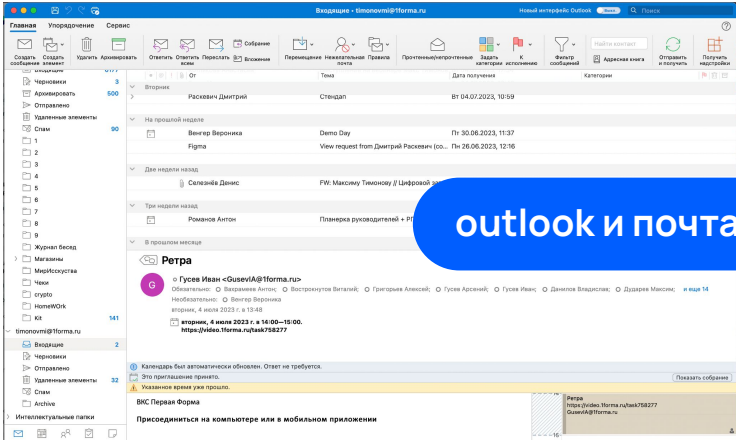 Входящие • timonovmi@1forma.ru
Новый интерфейс Outlook
Поиск
Главная Упорядочение Сервис
Собрание
Вложение
Найти контакт
Адресная книга
Создать сообщение
Создать элемент
Удалить
Архивировать
Ответить
Ответить всем
Переслать
Перемещение
Нежелательная почта
Правила
Прочтенные/непрочтенные
Задать категории
К исполнению
Фильтр сообщений
Отправить и получить
Получить надстройки
От Тема Дата получения Категории
Входящие 6177
Черновики 3
Архивировать 500
Отправлено
Удаленные элементы
Спам 90
1
2
3
4
5
6
7
8
9
Журнал бесед
Магазины
МирИсскуства
Чеки
crypto
HomeWOrk
Kit 141
timonovmi@1forma.ru
Входящие 2
Черновики
Отправлено
Удаленные элементы 32
Спам
Archive
Интеллектуальные папки
Вторник
Раскевич Дмитрий Стендап Вт 04.07.2023, 10:59
На прошлой неделе
Венгер Вероника Demo Day Пт 30.06.2023, 11:37
Figma View request from Дмитрий Раскевич (со... Пн 26.06.2023, 12:16
Две недели назад
Селезнёв Денис FW: Максиму Тимонову // Цифровой
Три недели назад
Романов Антон Планерка руководителей +
В прошлом месяце
outlook и почта
Ретра
G
Гусев Иван <GusevIA@1forma.ru>
Обязательно: Вахрамеев Антон; Вострокнутов Виталий; Григорьев Алексей; Гусев Арсений; Гусев Иван; Данилов Владислав; Дударев Максим; и еще 14
Необязательно: Венгер Вероника
вторник, 4 июля 2023 г. в 13:48
вторник, 4 июля 2023 г. в 14:00—15:00.
https://video.1forma.ru/task758277
Календарь был автоматически обновлен. Ответ не требуется.
Это приглашение принято. Показать собрание
Указанное время уже прошло.
ВКС Первая Форма
Присоединиться на компьютере или в мобильном приложении
Ретра
https://video.1forma.ru/task758277
GusevIA@1forma.ru
16